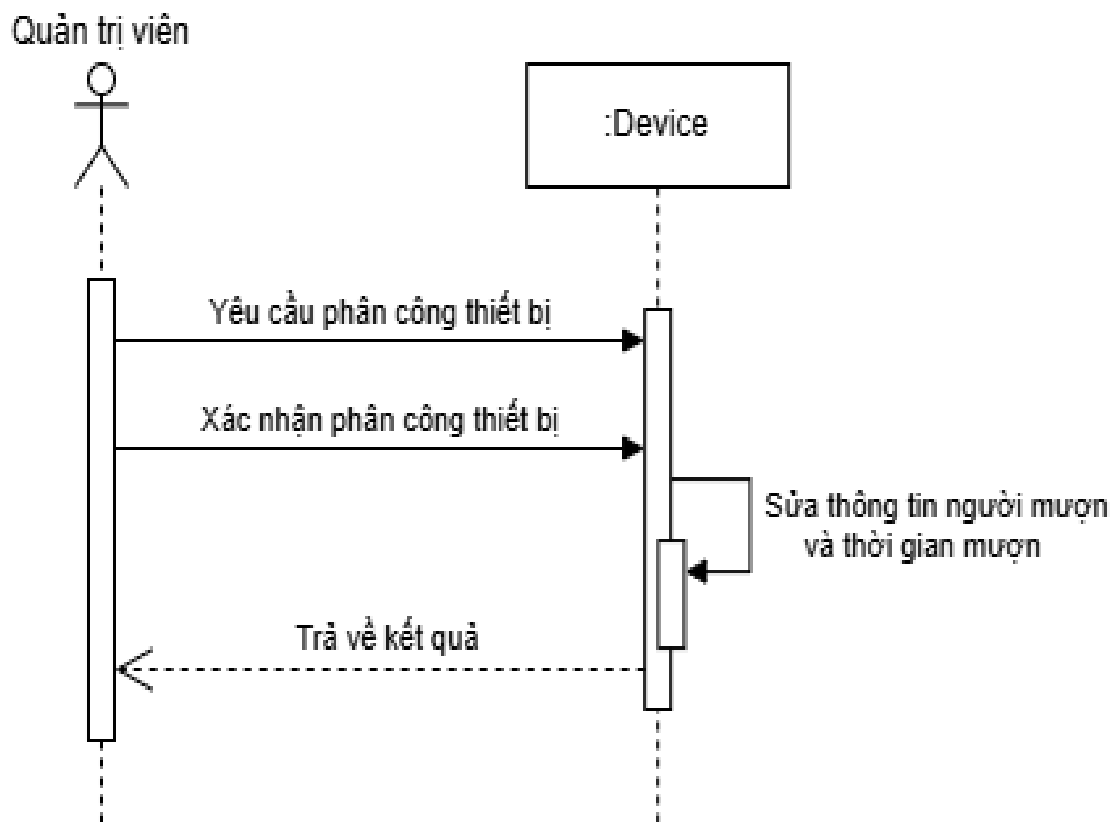 Quản trị viên
:Device
Yêu cầu phân công thiết bị
Xác nhận phân công thiết bị
Sửa thông tin người mượn
và thời gian mượn
Trả về kết quả